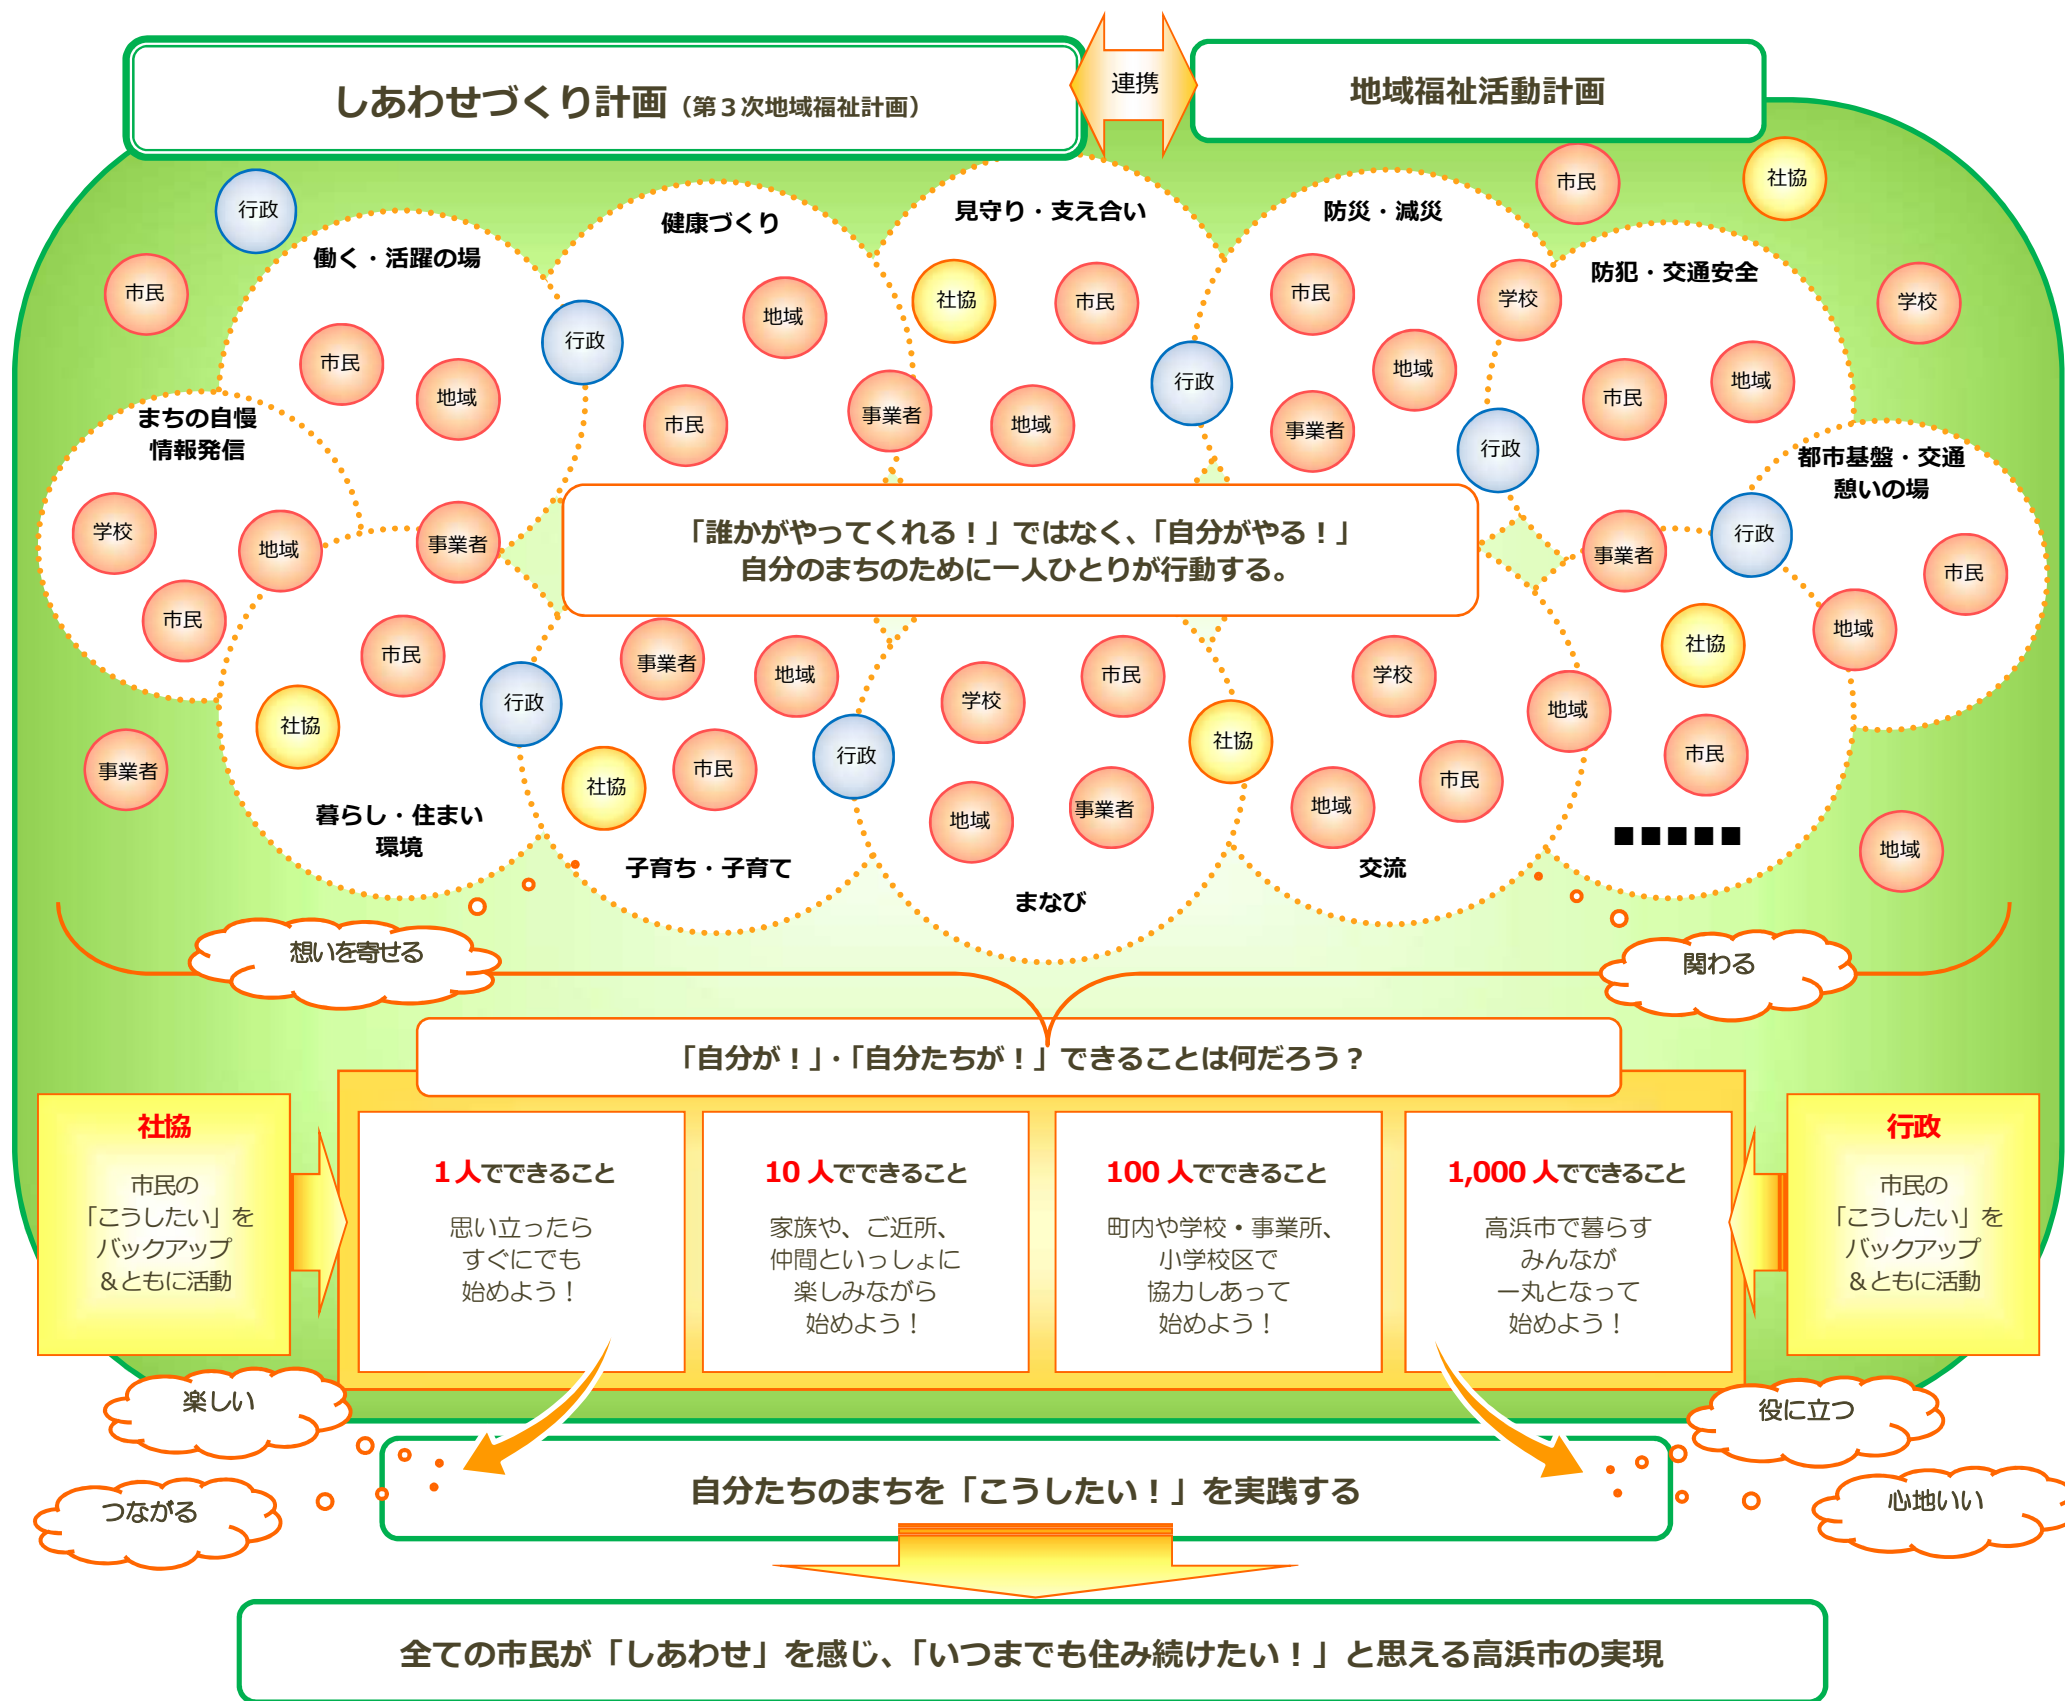 しあわせづくり計画（第３次地域福祉計画）
連携
地域福祉活動計画
行政
市民
社協
市民
学校
働く・活躍の場
市民
地域
行政
健康づくり
地域
市民
事業者
見守り・支え合い
社協
市民
地域
行政
防災・減災
市民
学校
地域
事業者
行政
防犯・交通安全
市民
地域
事業者
行政
まちの自慢
情報発信
学校
地域
市民
事業者
都市基盤・交通
憩いの場
市民
地域
「誰かがやってくれる！」ではなく、「自分がやる！」
自分のまちのために一人ひとりが行動する。
市民
社協
行政
暮らし・住まい
環境
事業者
事業者
地域
社協
市民
行政
子育ち・子育て
学校
市民
社協
地域
事業者
まなび
学校
地域
地域
市民
交流
社協
市民
■■■■■
地域
想いを寄せる
関わる
「自分が！」・「自分たちが！」できることは何だろう？
社協
市民の
「こうしたい」を
バックアップ
＆ともに活動
1人でできること
思い立ったら
すぐにでも
始めよう！
10 人でできること
家族や、ご近所、
仲間といっしょに
楽しみながら
始めよう！
100 人でできること
町内や学校・事業所、
小学校区で
協力しあって
始めよう！
1,000 人でできること
高浜市で暮らす
みんなが
一丸となって
始めよう！
行政
市民の
「こうしたい」を
バックアップ
＆ともに活動
楽しい
つながる
役に立つ
心地いい
自分たちのまちを「こうしたい！」を実践する
全ての市民が「しあわせ」を感じ、「いつまでも住み続けたい！」と思える高浜市の実現